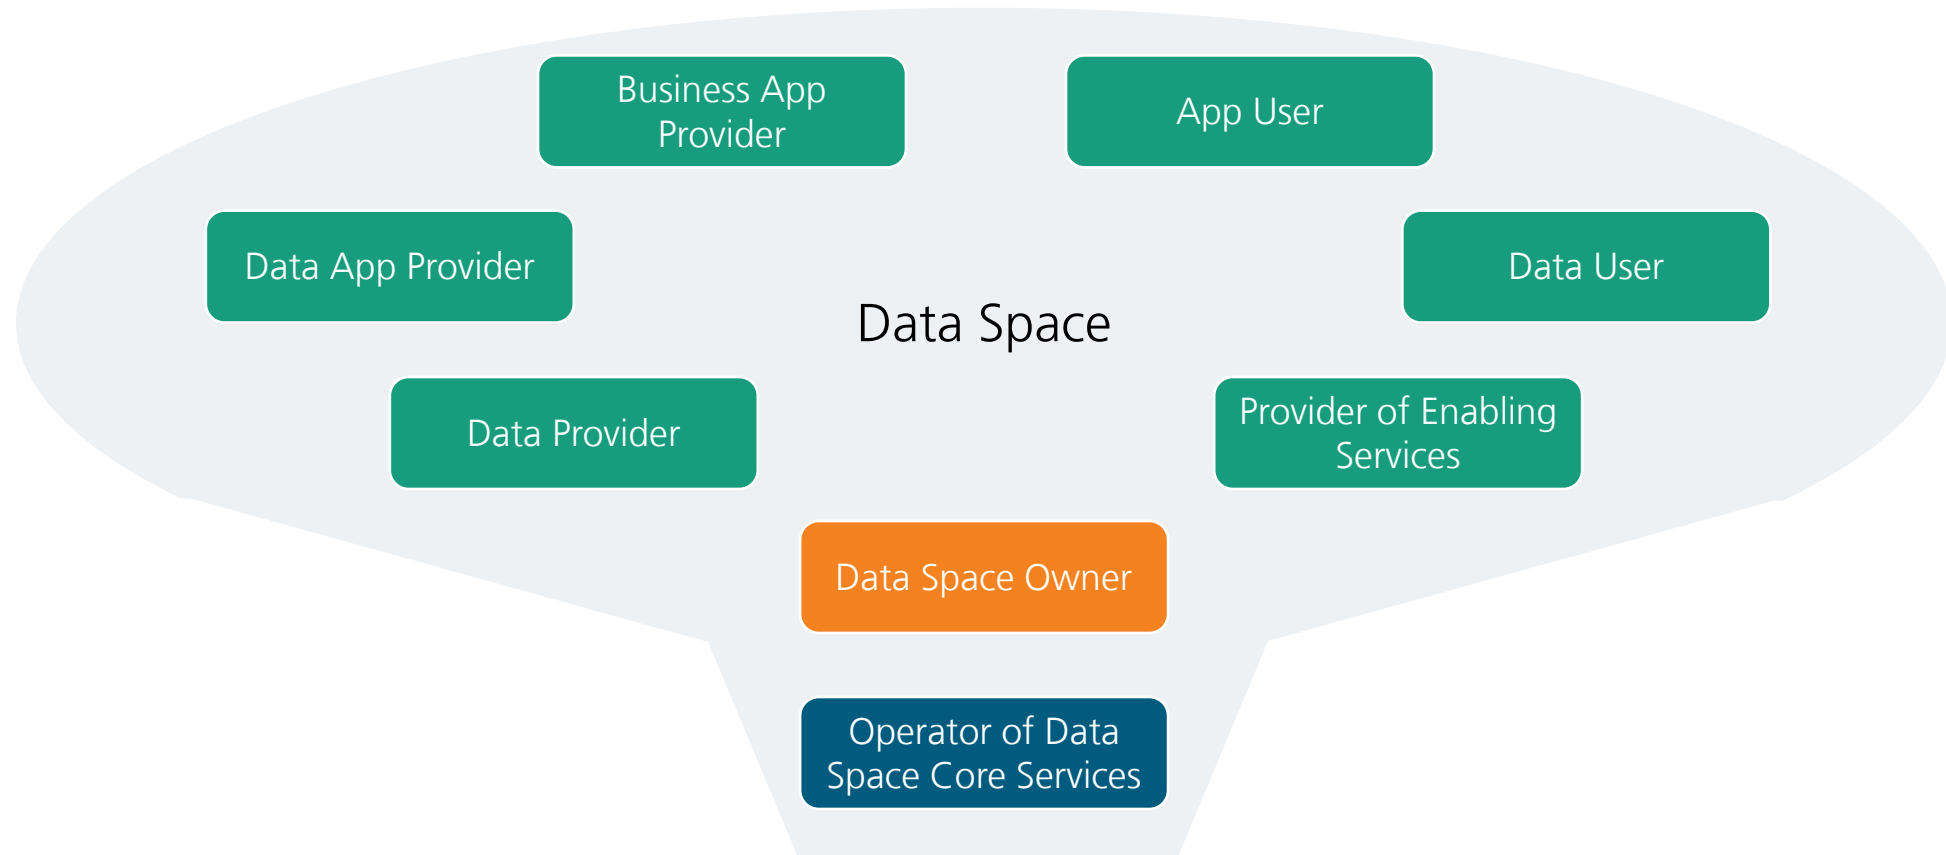 Business App
Provider
App User
Data App Provider
Data User
Data Space
Data Provider
Provider of Enabling
Services
Data Space Owner
Operator of Data
Space Core Services